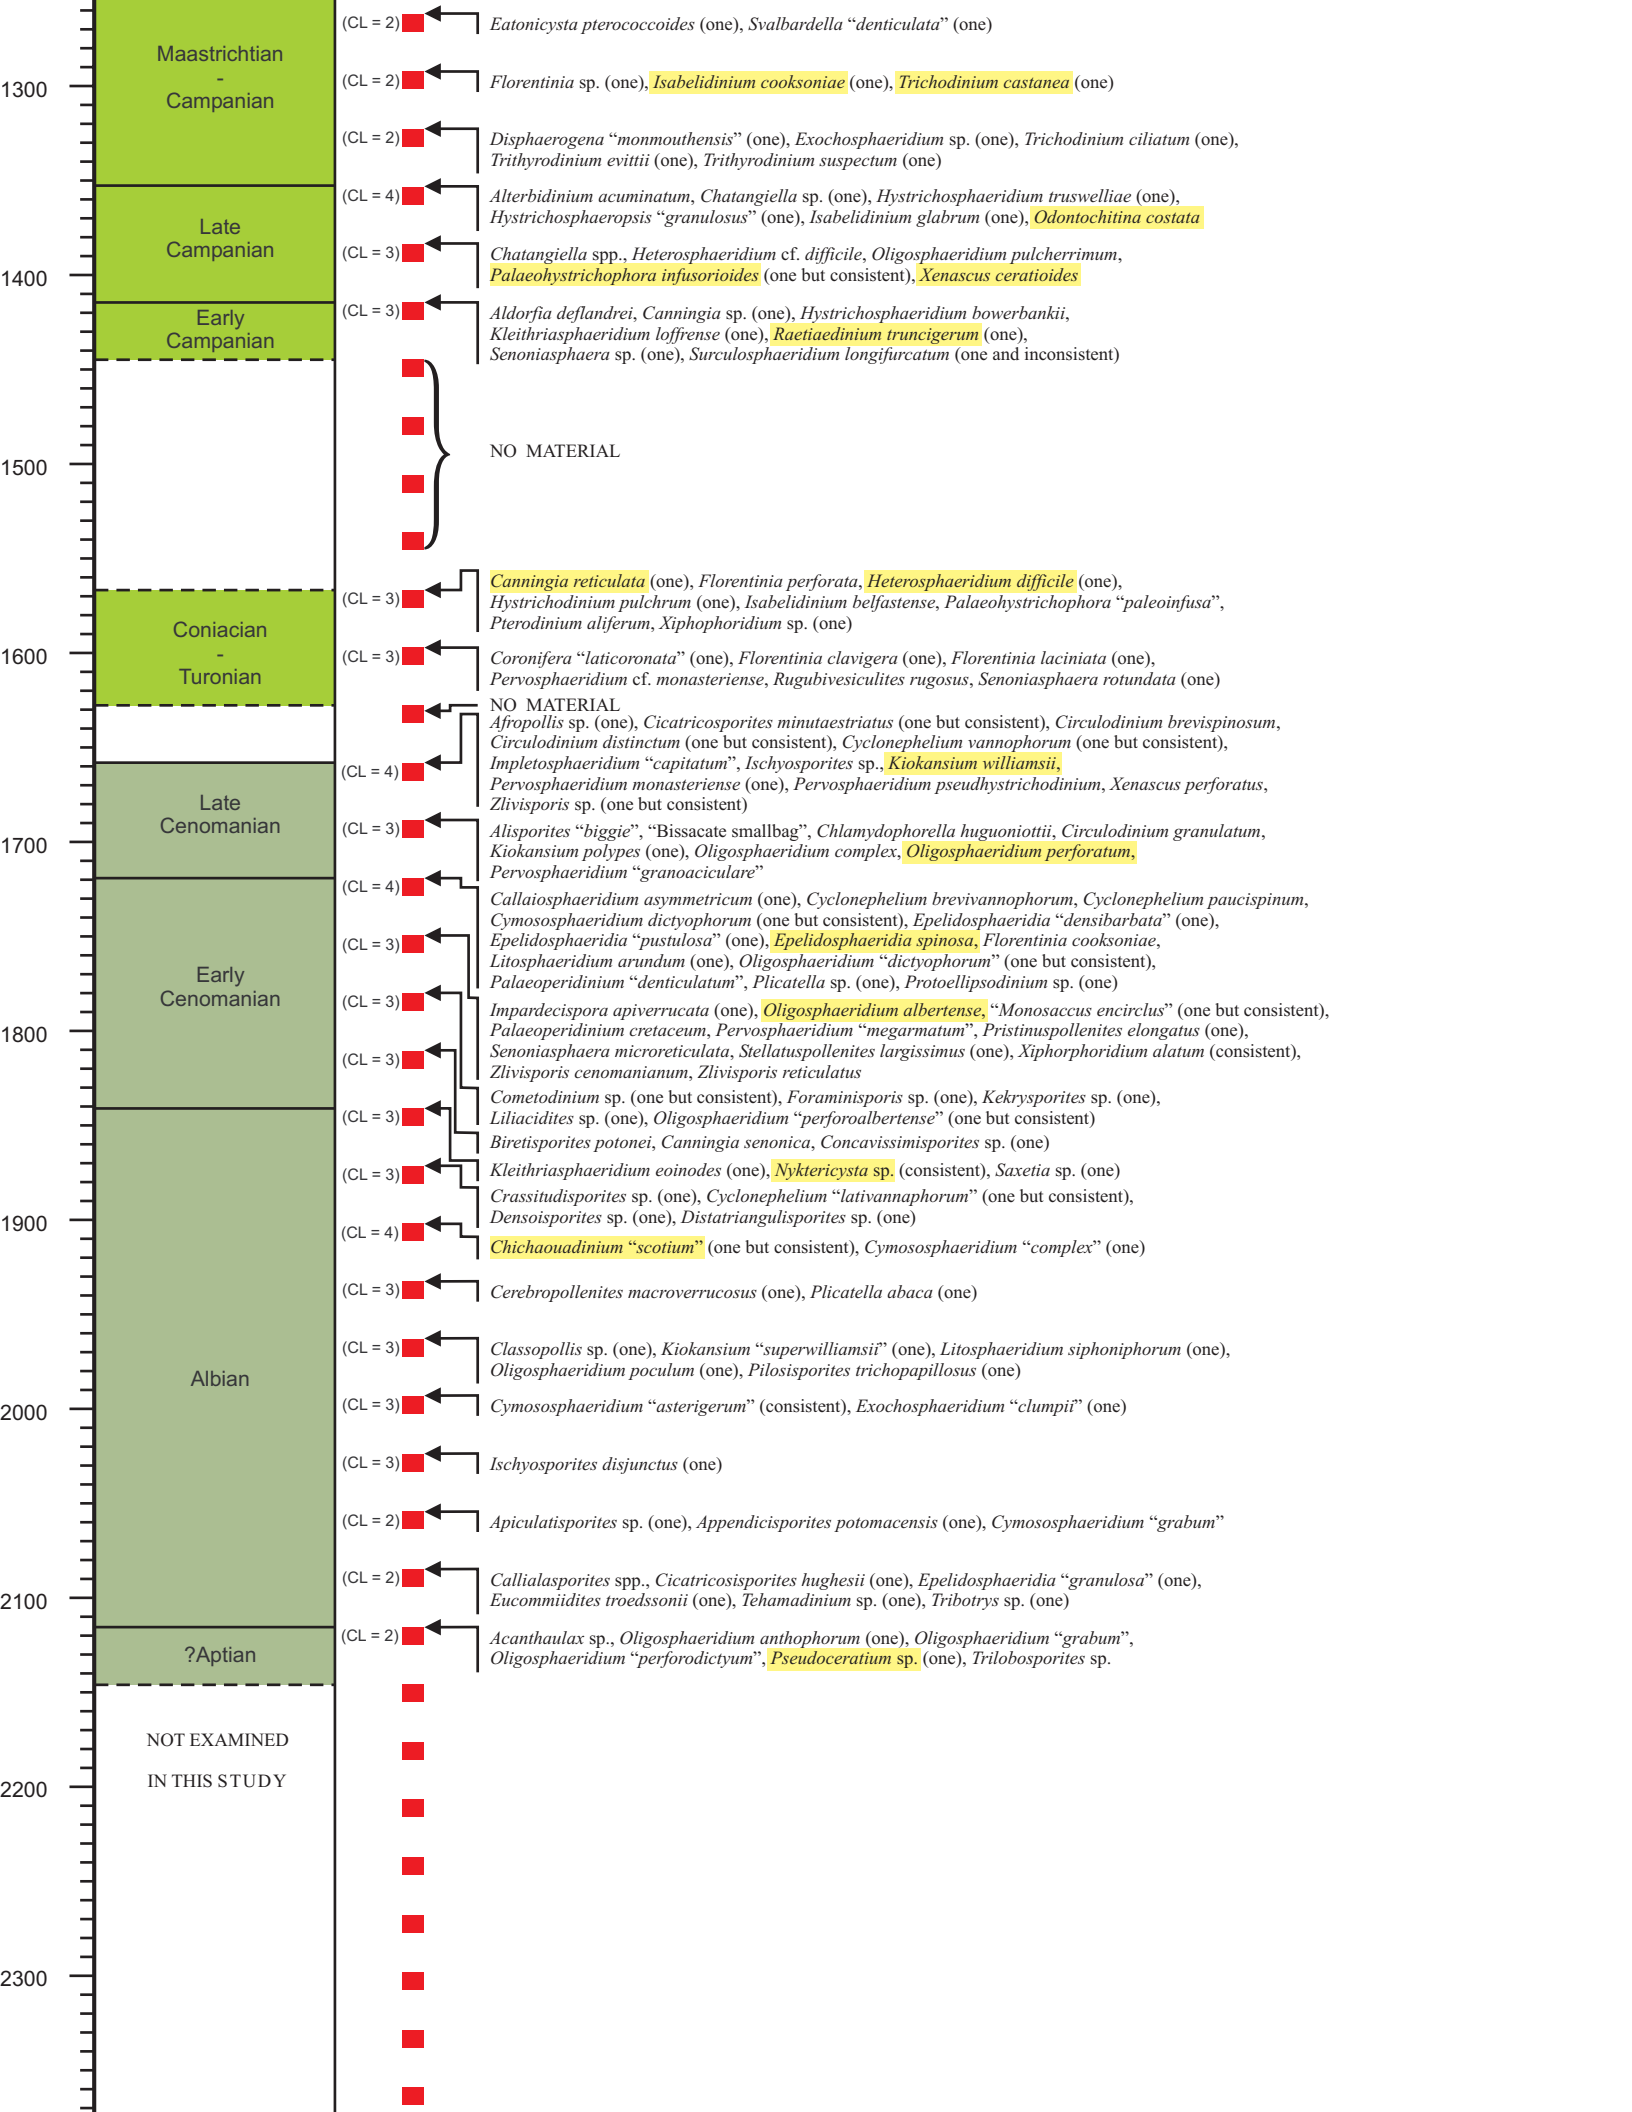 (CL = 2)
Eatonicysta pterococcoides (one), Svalbardella “denticulata” (one)
Maastrichtian
-
Campanian
1300
(CL = 2)
Florentinia sp. (one), Isabelidinium cooksoniae (one), Trichodinium castanea (one)
(CL = 2)
Disphaerogena “monmouthensis” (one), Exochosphaeridium sp. (one), Trichodinium ciliatum (one),
Trithyrodinium evittii (one), Trithyrodinium suspectum (one)
(CL = 4)
Alterbidinium acuminatum, Chatangiella sp. (one), Hystrichosphaeridium truswelliae (one),
Hystrichosphaeropsis “granulosus” (one), Isabelidinium glabrum (one), Odontochitina costata
Late
Campanian
1400
(CL = 3)
Chatangiella spp., Heterosphaeridium cf. difficile, Oligosphaeridium pulcherrimum,
Palaeohystrichophora infusorioides (one but consistent), Xenascus ceratioides
Early
Campanian
(CL = 3)
Aldorfia deflandrei, Canningia sp. (one), Hystrichosphaeridium bowerbankii,
Kleithriasphaeridium loffrense (one), Raetiaedinium truncigerum (one),
Senoniasphaera sp. (one), Surculosphaeridium longifurcatum (one and inconsistent)
NO MATERIAL
1500
(CL = 3)
Canningia reticulata (one), Florentinia perforata, Heterosphaeridium difficile (one),
Hystrichodinium pulchrum (one), Isabelidinium belfastense, Palaeohystrichophora “paleoinfusa”,
Pterodinium aliferum, Xiphophoridium sp. (one)
Coniacian
-
Turonian
1600
(CL = 3)
Coronifera “laticoronata” (one), Florentinia clavigera (one), Florentinia laciniata (one),
Pervosphaeridium cf. monasteriense, Rugubivesiculites rugosus, Senoniasphaera rotundata (one)
NO MATERIAL
(CL = 4)
Afropollis sp. (one), Cicatricosporites minutaestriatus (one but consistent), Circulodinium brevispinosum,
Circulodinium distinctum (one but consistent), Cyclonephelium vannophorum (one but consistent),
Impletosphaeridium “capitatum”, Ischyosporites sp., Kiokansium williamsii,
Pervosphaeridium monasteriense (one), Pervosphaeridium pseudhystrichodinium, Xenascus perforatus,
Zlivisporis sp. (one but consistent)
Late
Cenomanian
1700
(CL = 3)
Alisporites “biggie”, “Bissacate smallbag”, Chlamydophorella huguoniottii, Circulodinium granulatum,
Kiokansium polypes (one), Oligosphaeridium complex, Oligosphaeridium perforatum,
Pervosphaeridium “granoaciculare”
(CL = 4)
Callaiosphaeridium asymmetricum (one), Cyclonephelium brevivannophorum, Cyclonephelium paucispinum,
Cymososphaeridium dictyophorum (one but consistent), Epelidosphaeridia “densibarbata” (one),
Epelidosphaeridia “pustulosa” (one), Epelidosphaeridia spinosa, Florentinia cooksoniae,
Litosphaeridium arundum (one), Oligosphaeridium “dictyophorum” (one but consistent),
Palaeoperidinium “denticulatum”, Plicatella sp. (one), Protoellipsodinium sp. (one)
Early
Cenomanian
(CL = 3)
Impardecispora apiverrucata (one), Oligosphaeridium albertense, “Monosaccus encirclus” (one but consistent),
Palaeoperidinium cretaceum, Pervosphaeridium “megarmatum”, Pristinuspollenites elongatus (one),
Senoniasphaera microreticulata, Stellatuspollenites largissimus (one), Xiphorphoridium alatum (consistent),
Zlivisporis cenomanianum, Zlivisporis reticulatus
(CL = 3)
1800
Cometodinium sp. (one but consistent), Foraminisporis sp. (one), Kekrysporites sp. (one),
Liliacidites sp. (one), Oligosphaeridium “perforoalbertense” (one but consistent)
(CL = 3)
Biretisporites potonei, Canningia senonica, Concavissimisporites sp. (one)
(CL = 3)
Kleithriasphaeridium eoinodes (one), Nyktericysta sp. (consistent), Saxetia sp. (one)
(CL = 3)
Crassitudisporites sp. (one), Cyclonephelium “lativannaphorum” (one but consistent),
Densoisporites sp. (one), Distatriangulisporites sp. (one)
1900
(CL = 4)
Chichaouadinium “scotium” (one but consistent), Cymososphaeridium “complex” (one)
(CL = 3)
Cerebropollenites macroverrucosus (one), Plicatella abaca (one)
(CL = 3)
Classopollis sp. (one), Kiokansium “superwilliamsii” (one), Litosphaeridium siphoniphorum (one),
Oligosphaeridium poculum (one), Pilosisporites trichopapillosus (one)
Albian
2000
(CL = 3)
Cymososphaeridium “asterigerum” (consistent), Exochosphaeridium “clumpii” (one)
(CL = 3)
Ischyosporites disjunctus (one)
(CL = 2)
Apiculatisporites sp. (one), Appendicisporites potomacensis (one), Cymososphaeridium “grabum”
(CL = 2)
Callialasporites spp., Cicatricosisporites hughesii (one), Epelidosphaeridia “granulosa” (one),
Eucommiidites troedssonii (one), Tehamadinium sp. (one), Tribotrys sp. (one)
2100
(CL = 2)
Acanthaulax sp., Oligosphaeridium anthophorum (one), Oligosphaeridium “grabum”,
Oligosphaeridium “perforodictyum”, Pseudoceratium sp. (one), Trilobosporites sp.
?Aptian
NOT EXAMINED
IN THIS STUDY
2200
2300